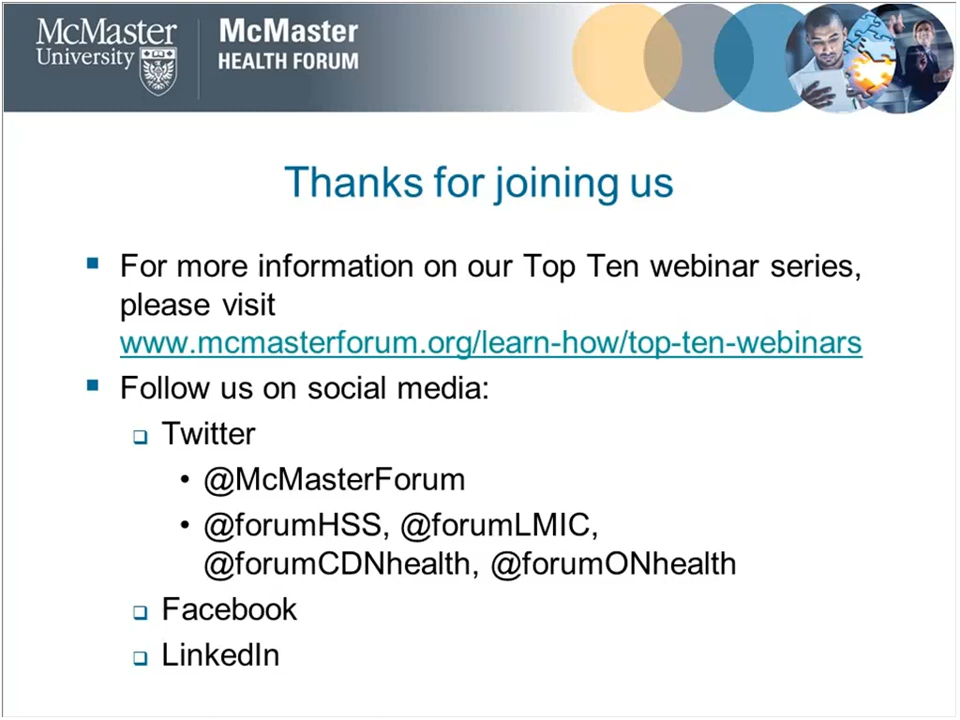 McMaster
University
McMaster
HEALTH FORUM
Thanks for joining us
For more information on our Top Ten webinar series,
please visit
www.mcmasterforum.org/learn-how/top-ten-webinars
Follow us on social media:
Twitter
• @McMasterForum
• @forumHSS, @forumLMIC,
@forumCDNhealth, @forumONhealth
Facebook
LinkedIn